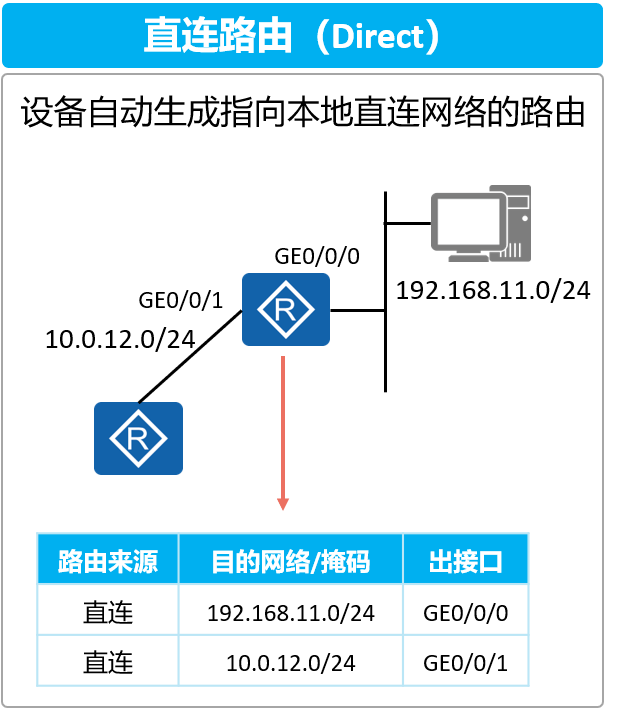 直连路由（Direct）
设备自动生成指向本地直连网络的路由
GE0/0/0
GE0/0/1
192.168.11.0/24
10.0.12.0/24
R
R
路由来源 目的网络/掩码 出接口
直连 192.168.11.0/24 GE0/0/0
直连 10.0.12.0/24 GE0/0/1